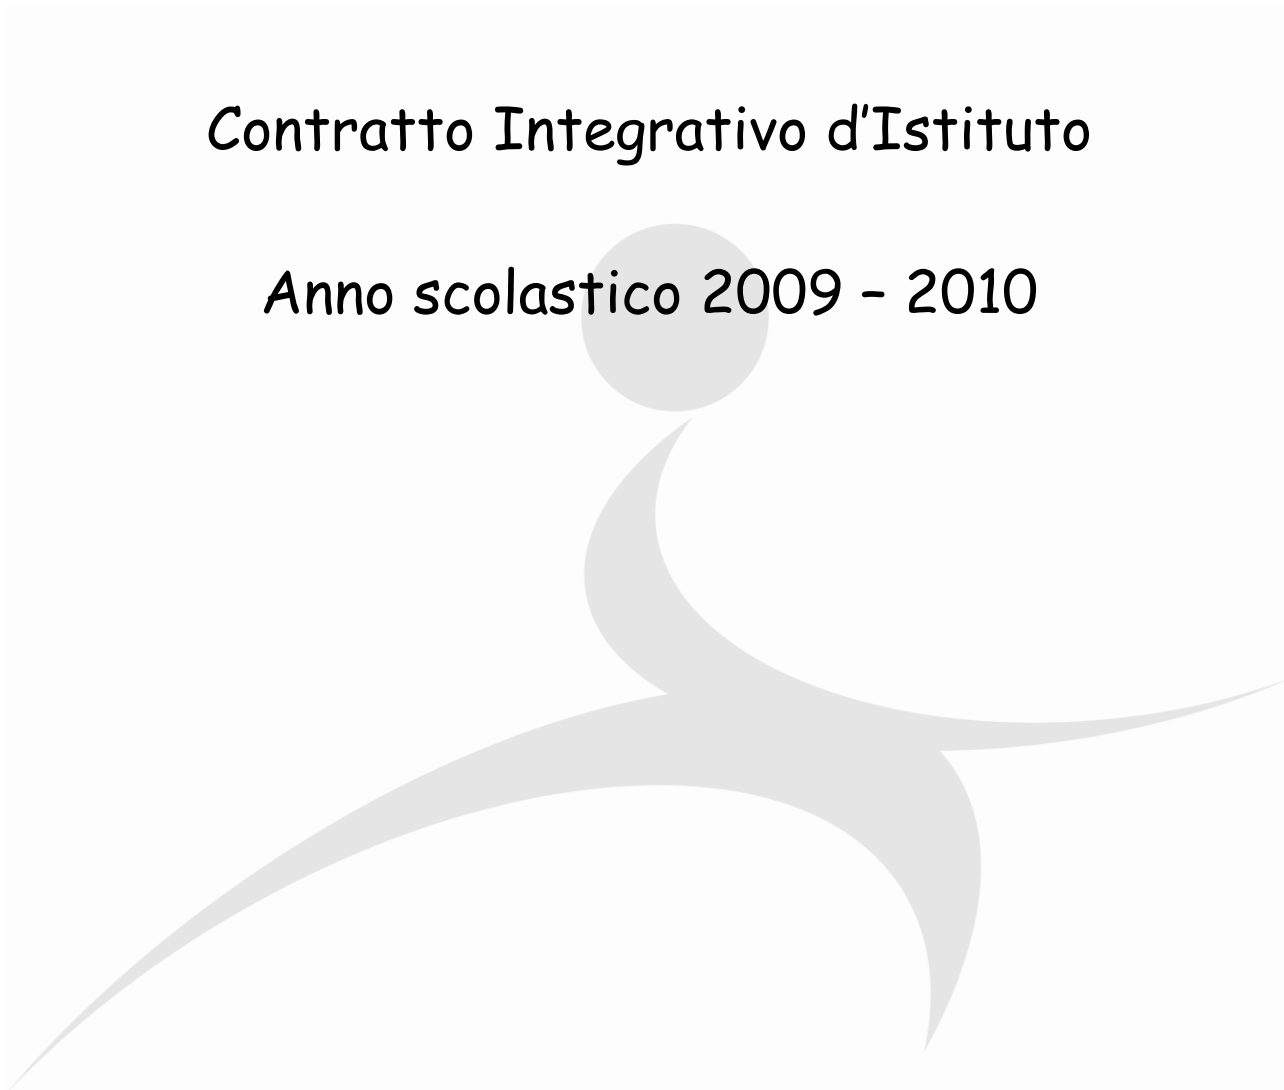 Contratto Integrativo d’Istituto
Anno scolastico 2009 – 2010